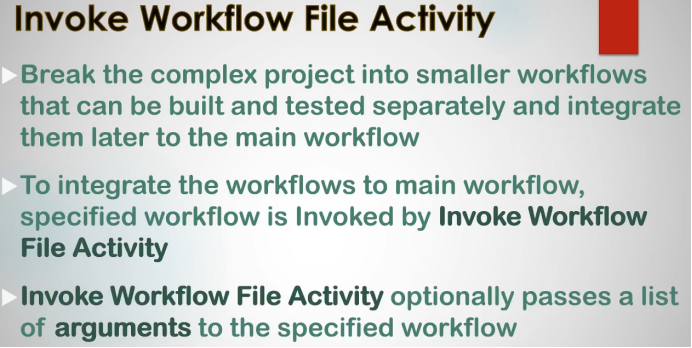 Invoke Workflow File Activity
Break the complex project into smaller workflows
that can be built and tested separately and integrate
them later to the main workflow
To integrate the workflows to main workflow,
specified workflow is Invoked by Invoke Workflow
File Activity
Invoke Workflow File Activity optionally passes a list
of arguments to the specified workflow